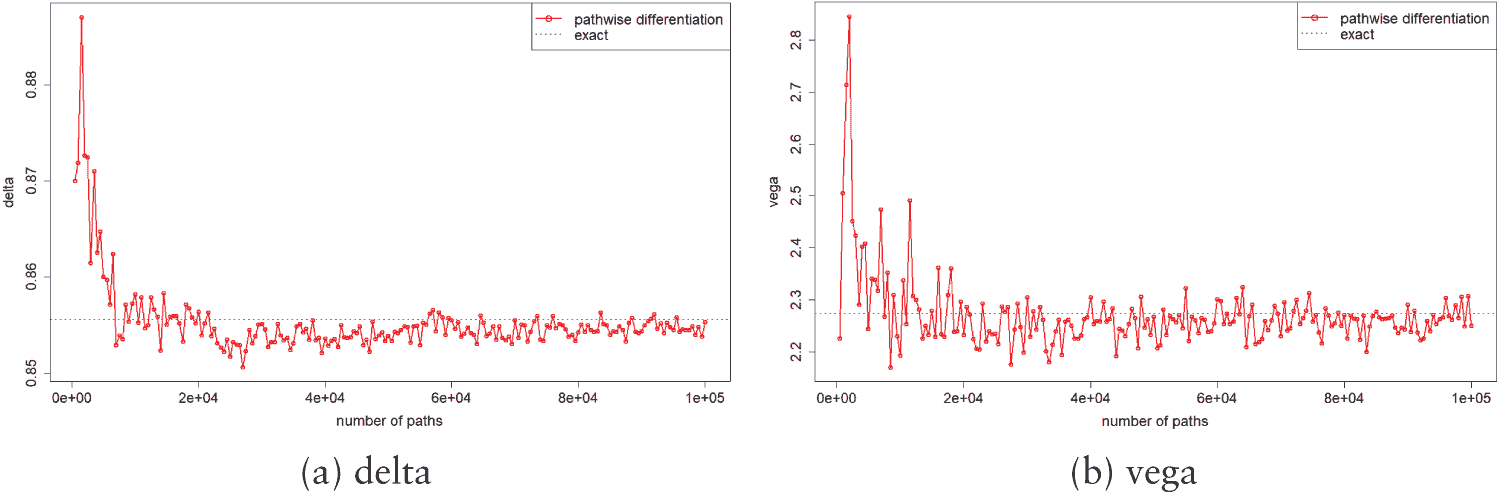 pathwise differentiation
exact
delta
0.88
0.87
0.86
0.85
0e+00 2e+04 4e+04 6e+04 8e+04 1e+05
number of paths
(a) delta
pathwise differentiation
exact
vega
2.8
2.7
2.6
2.5
2.4
2.3
2.2
0e+00 2e+04 4e+04 6e+04 8e+04 1e+05
number of paths
(b) vega